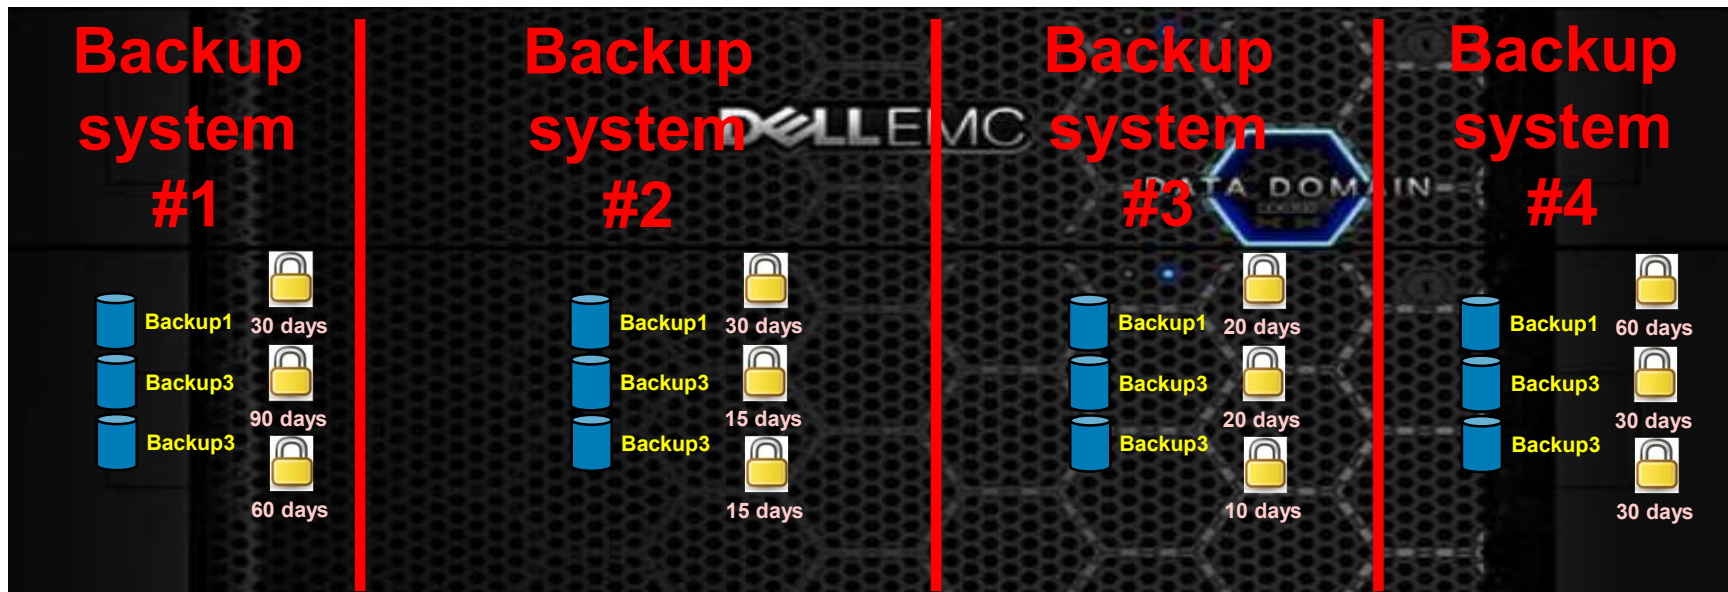 Backup
system
#1
Backup
system
#2
Backup
system
#3
Backup
system
#4
DELLEMC
DATA DOMAIN
Backup1 30 days
Backup3 90 days
Backup3 60 days
Backup1 30 days
Backup3 15 days
Backup3 15 days
Backup1 20 days
Backup3 20 days
Backup3 10 days
Backup1 60 days
Backup3 30 days
Backup3 30 days